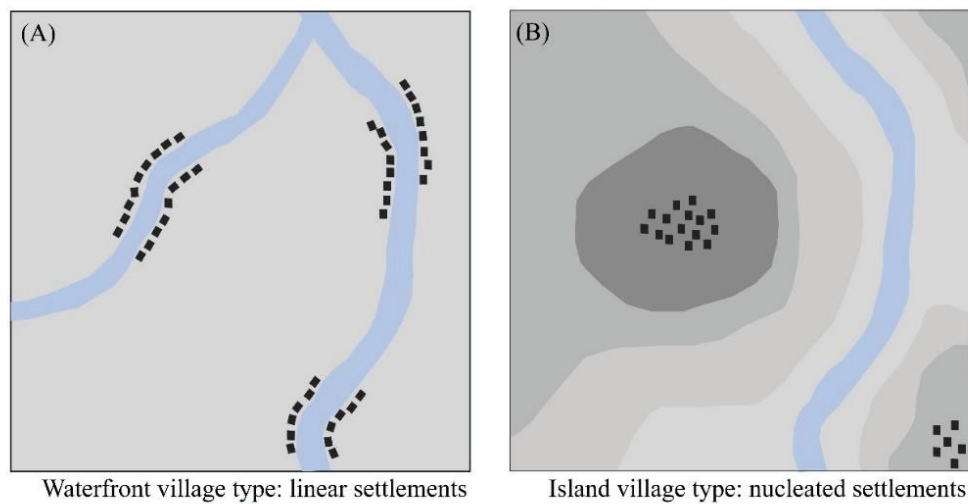 (A)
(B)
Waterfront village type: linear settlements
Island village type: nucleated settlements